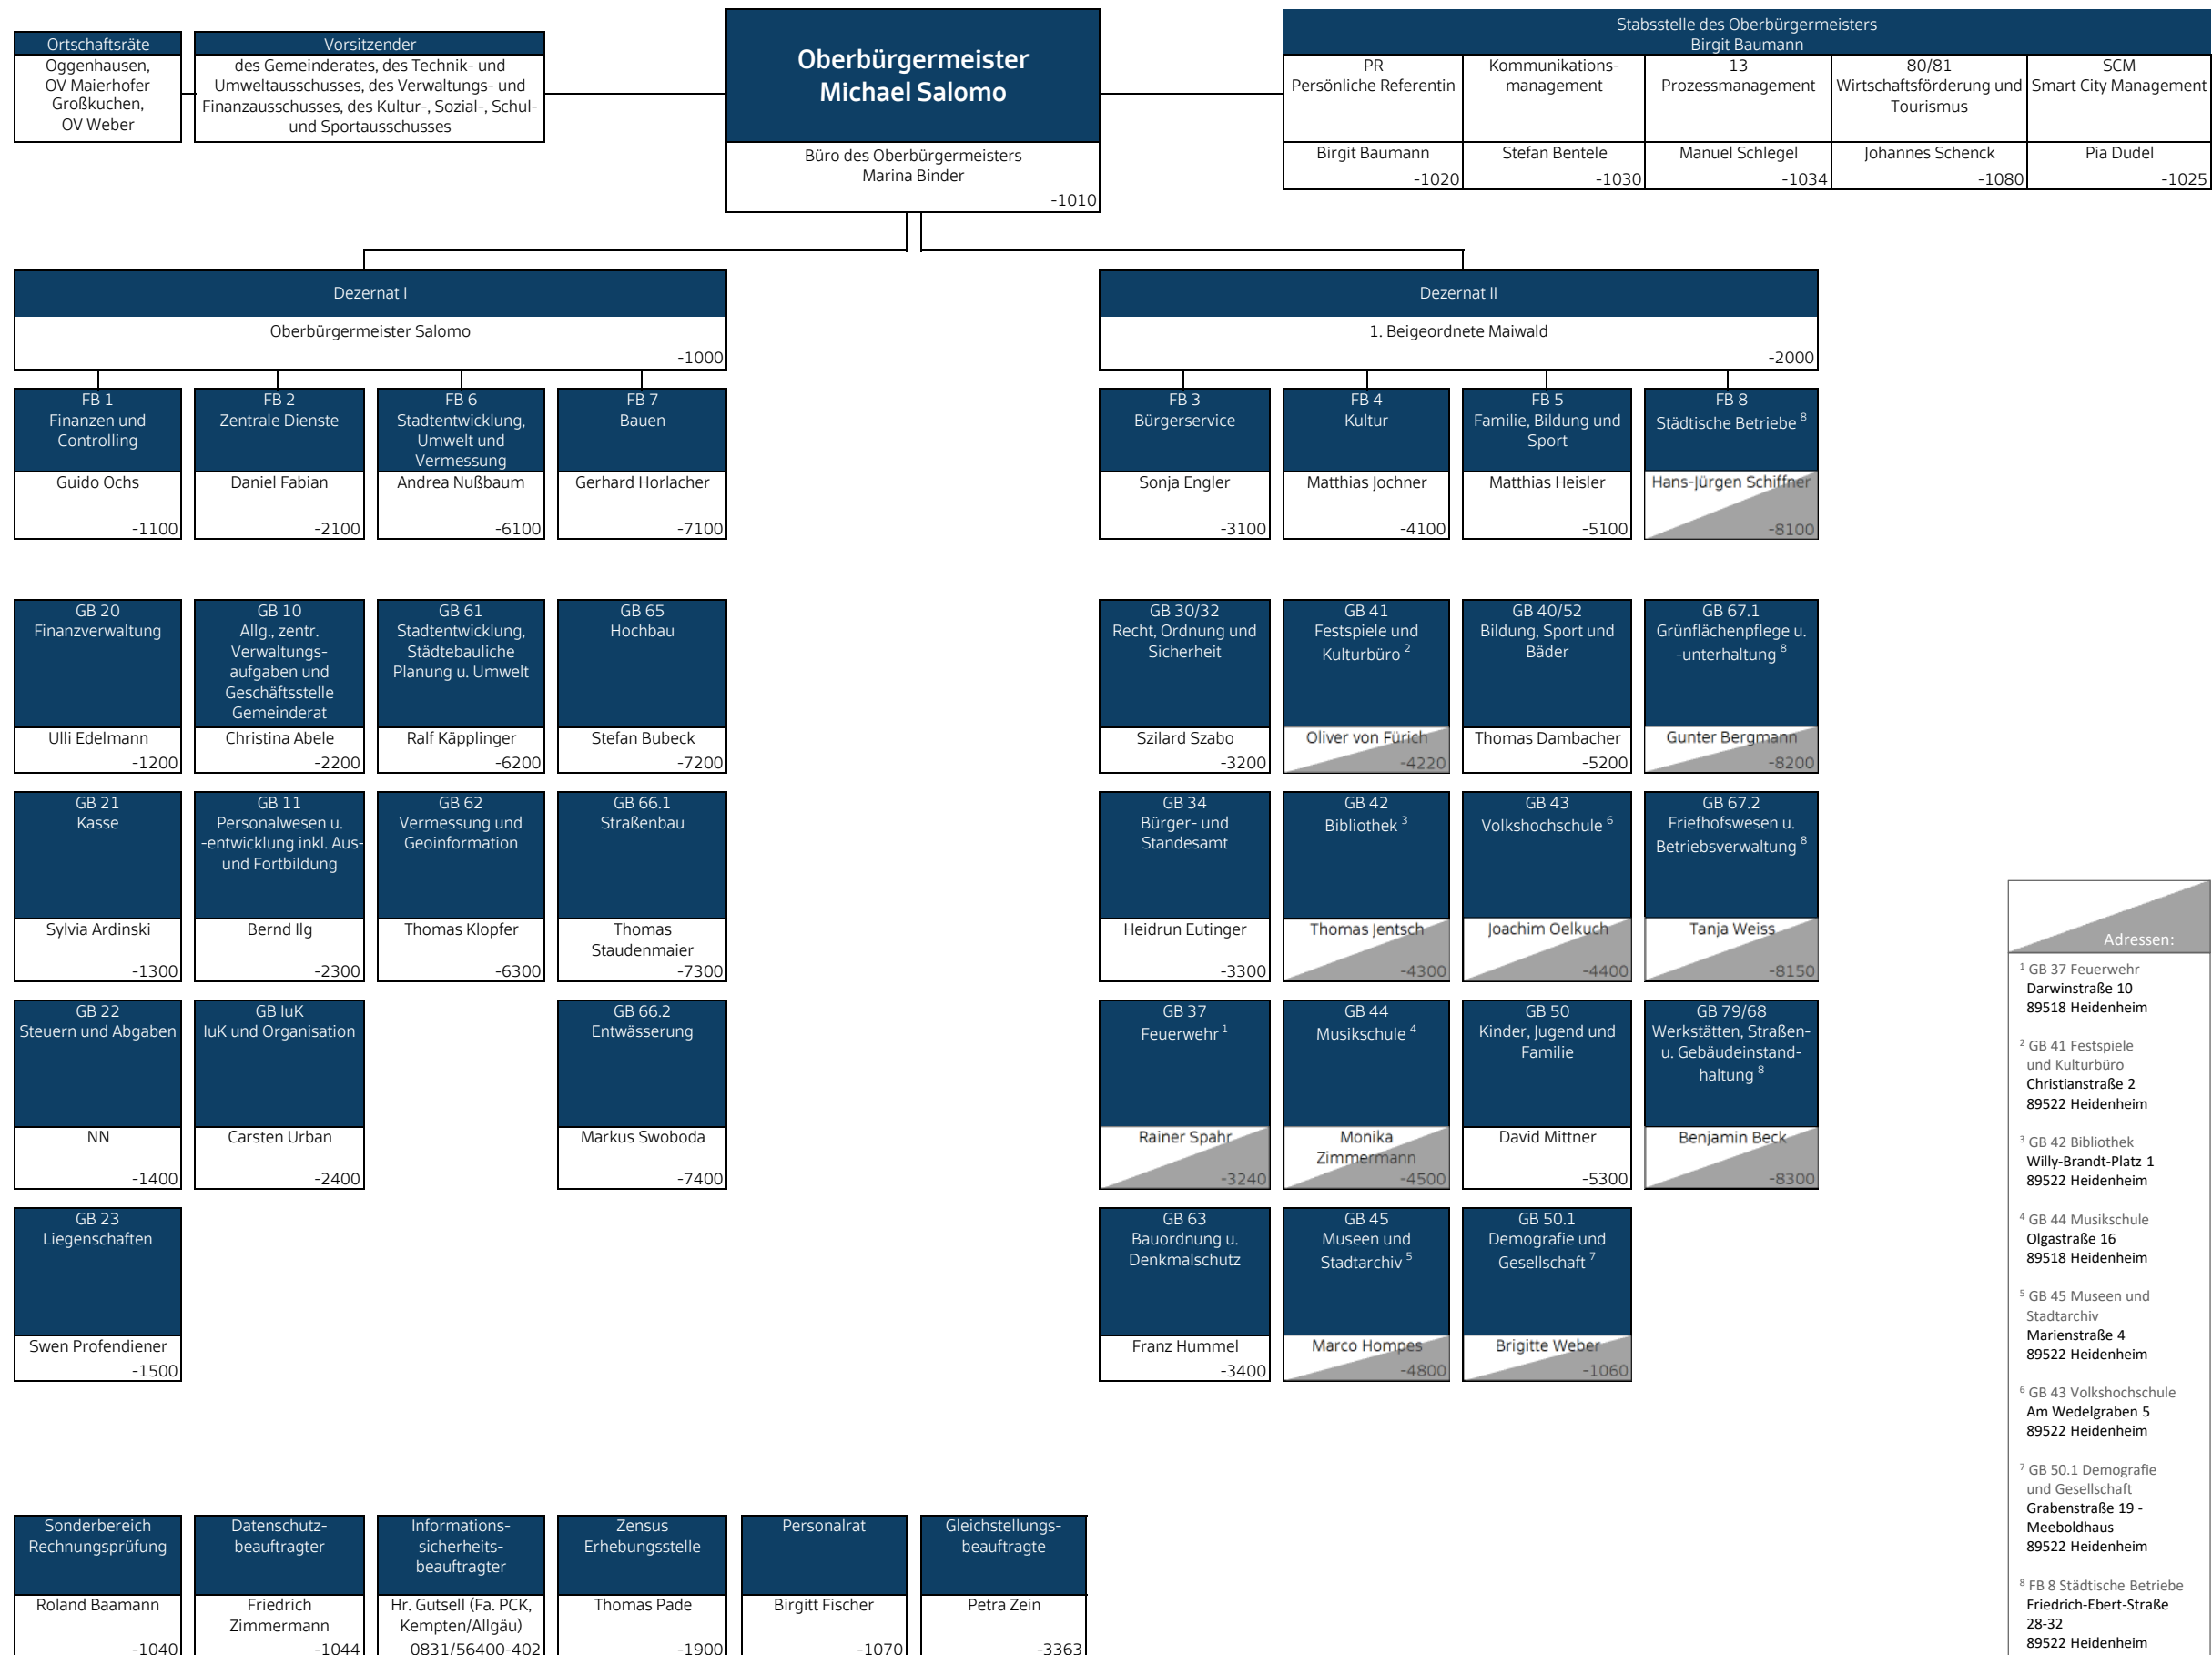 Ortschaftsräte
Oggenhausen,
OV Maierhofer
Großkuchen,
OV Weber
Vorsitzender
des Gemeinderates, des Technik- und
Umweltausschusses, des Verwaltungs- und
Finanzausschusses, des Kultur-, Sozial-, Schul-
und Sportausschusses
Oberbürgermeister
Michael Salomo
Büro des Oberbürgermeisters
Marina Binder
-1010
Stabsstelle des Oberbürgermeisters
Birgit Baumann
PR
Persönliche Referentin
Birgit Baumann
-1020
Kommunikations-
management
Stefan Bentele
-1030
13
Prozessmanagement
Manuel Schlegel
-1034
80/81
Wirtschaftsförderung und
Tourismus
Johannes Schenck
-1080
SCM
Smart City Management
Pia Dudel
-1025
Dezernat I
Oberbürgermeister Salomo
-1000
Dezernat II
1. Beigeordnete Maiwald
-2000
FB 1
Finanzen und
Controlling
Guido Ochs
-1100
FB 2
Zentrale Dienste
Daniel Fabian
-2100
FB 6
Stadtentwicklung,
Umwelt und
Vermessung
Andrea Nußbaum
-6100
FB 7
Bauen
Gerhard Horlacher
-7100
FB 3
Bürgerservice
Sonja Engler
-3100
FB 4
Kultur
Matthias Jochner
-4100
FB 5
Familie, Bildung und
Sport
Matthias Heisler
-5100
FB 8
Städtische Betriebe 8
Hans-Jürgen Schiffner
-8100
GB 20
Finanzverwaltung
Ulli Edelmann
-1200
GB 10
Allg., zentr.
Verwaltungs-
aufgaben und
Geschäftsstelle
Gemeinderat
Christina Abele
-2200
GB 61
Stadtentwicklung,
Städtebauliche
Planung u. Umwelt
Ralf Käpplinger
-6200
GB 65
Hochbau
Stefan Bubeck
-7200
GB 30/32
Recht, Ordnung und
Sicherheit
Szilard Szabo
-3200
GB 41
Festspiele und
Kulturbüro 2
Oliver von Fürich
-4220
GB 40/52
Bildung, Sport und
Bäder
Thomas Dambacher
-5200
GB 67.1
Grünflächenpflege u.
-unterhaltung 8
Gunter Bergmann
-8200
GB 21
Kasse
Sylvia Ardinski
-1300
GB 11
Personalwesen u.
-entwicklung inkl. Aus-
und Fortbildung
Bernd Ilg
-2300
GB 62
Vermessung und
Geoinformation
Thomas Klopfer
-6300
GB 66.1
Straßenbau
Thomas
Staudenmaier
-7300
GB 34
Bürger- und
Standesamt
Heidrun Eutinger
-3300
GB 42
Bibliothek 3
Thomas Jentsch
-4300
GB 43
Volkshochschule 6
Joachim Oelkuch
-4400
GB 67.2
Friefhofswesen u.
Betriebsverwaltung 8
Tanja Weiss
-8150
GB 22
Steuern und Abgaben
NN
-1400
GB IuK
IuK und Organisation
Carsten Urban
-2400
GB 66.2
Entwässerung
Markus Swoboda
-7400
GB 37
Feuerwehr 1
Rainer Spahr
-3240
GB 44
Musikschule 4
Monika
Zimmermann
-4500
GB 50
Kinder, Jugend und
Familie
David Mittner
-5300
GB 79/68
Werkstätten, Straßen-
u. Gebäudeinstand-
haltung 8
Benjamin Beck
-8300
GB 23
Liegenschaften
Swen Profendiener
-1500
GB 63
Bauordnung u.
Denkmalschutz
Franz Hummel
-3400
GB 45
Museen und
Stadtarchiv 5
Marco Hompes
-4800
GB 50.1
Demografie und
Gesellschaft 7
Brigitte Weber
-1060
Sonderbereich
Rechnungsprüfung
Roland Baamann
-1040
Datenschutz-
beauftragter
Friedrich
Zimmermann
-1044
Informations-
sicherheits-
beauftragter
Hr. Gutsell (Fa. PCK,
Kempten/Allgäu)
0831/56400-402
Zensus
Erhebungsstelle
Thomas Pade
-1900
Personalrat
Birgitt Fischer
-1070
Gleichstellungs-
beauftragte
Petra Zein
-3363
Adressen:
1 GB 37 Feuerwehr
Darwinstraße 10
89518 Heidenheim
2 GB 41 Festspiele
und Kulturbüro
Christianstraße 2
89522 Heidenheim
3 GB 42 Bibliothek
Willy-Brandt-Platz 1
89522 Heidenheim
4 GB 44 Musikschule
Olgastraße 16
89518 Heidenheim
5 GB 45 Museen und
Stadtarchiv
Marienstraße 4
89522 Heidenheim
6 GB 43 Volkshochschule
Am Wedelgraben 5
89522 Heidenheim
7 GB 50.1 Demografie
und Gesellschaft
Grabenstraße 19 -
Meeboldhaus
89522 Heidenheim
8 FB 8 Städtische Betriebe
Friedrich-Ebert-Straße
28-32
89522 Heidenheim